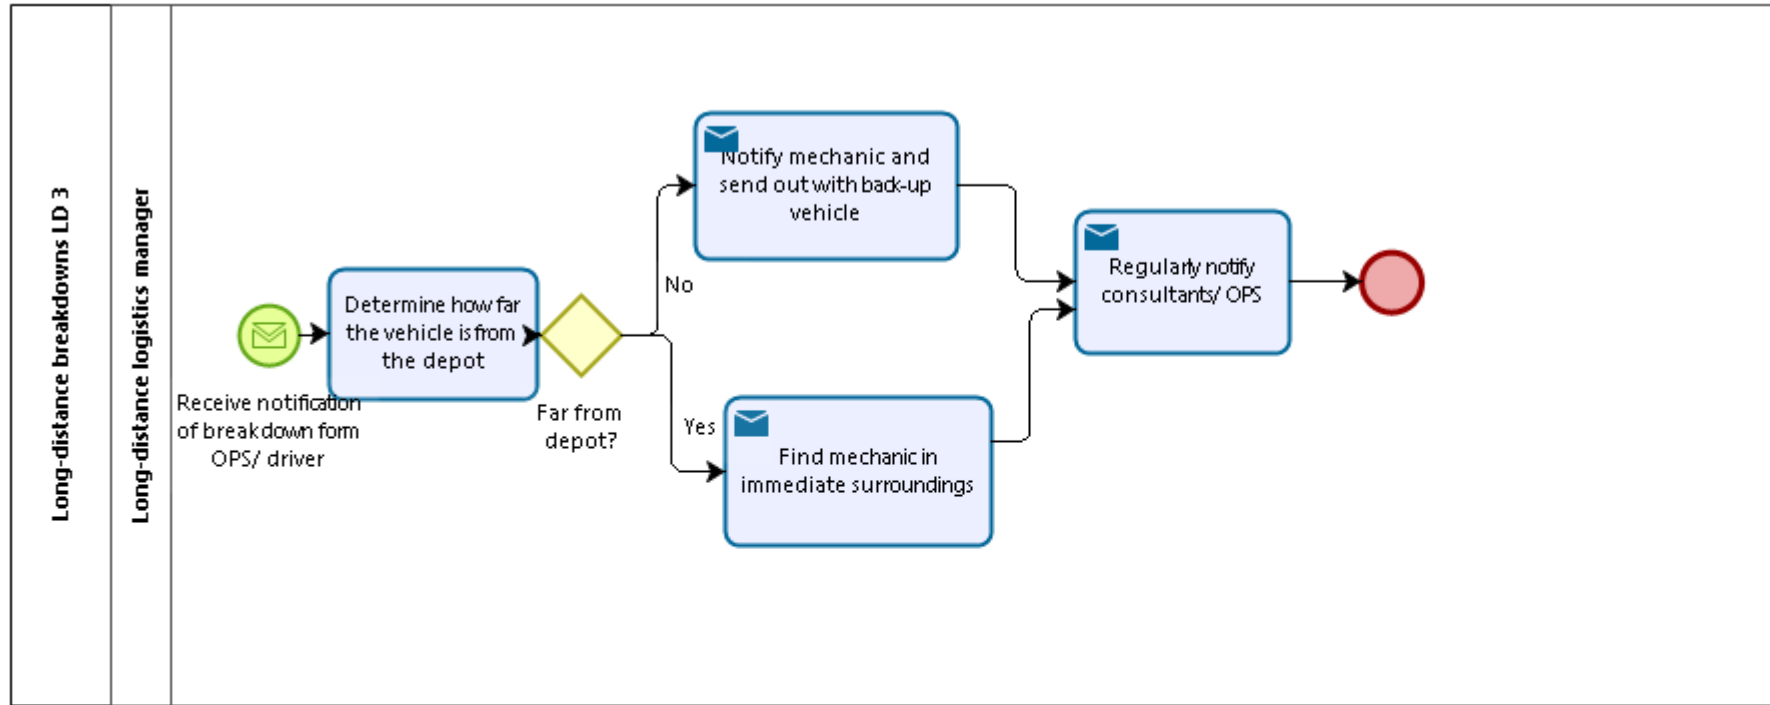 Long-distance breakdowns LD 3
Long-distance logistics manager
Receive notification
of breakdown form
OPS/ driver
Determine how far
the vehicle is from
the depot
Far from
depot?
No
Yes
Notify mechanic and
send out with back-up
vehicle
Find mechanic in
immediate surroundings
Regularly notify
consultants/ OPS